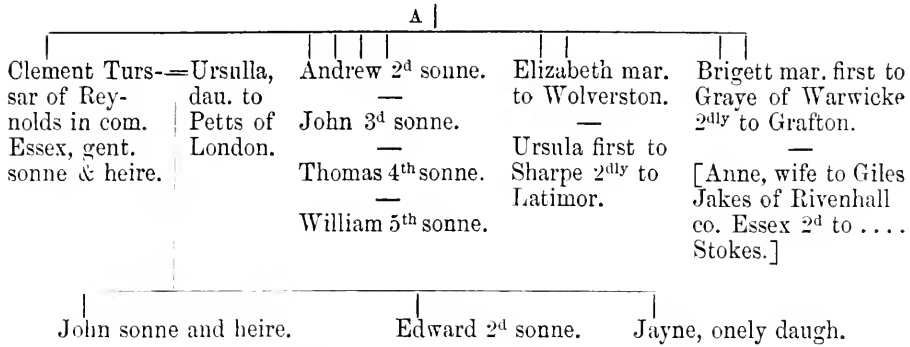 A
Clement Turs-
sar of Rey-
nolds in com.
Essex, gent.
sonne & heire.
Ursulla,
dau. to
Petts of
London.
Andrew 2d sonne.
John 3d sonne.
Thomas 4th sonne.
William 5th sonne.
Elizabeth mar.
to Wolverston.
Ursula first to
Sharpe 2dly to
Latimor.
Brigett mar. first to
Graye of Warwicke
2dly to Grafton.
[Anne, wife to Giles
Jakes of Rivenhall
co. Essex 2d to ....
Stokes.]
John sonne and heire.
Edward 2d sonne.
Jayne, onely daugh.